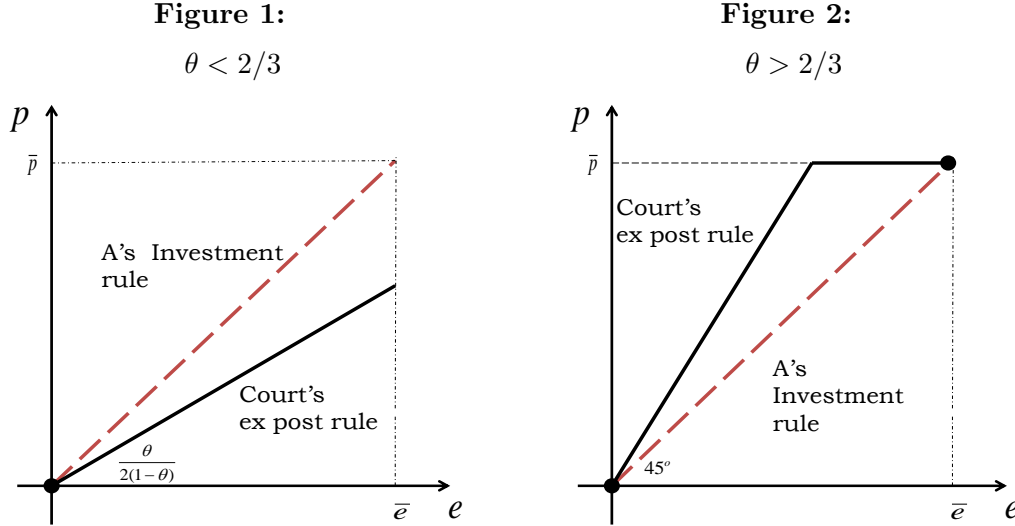 Figure 1:
θ < 2/3
p
p̅
A's Investment
rule
Court's
ex post rule
θ
2(1−θ)
e̅
e
Figure 2:
θ > 2/3
p
p̅
Court's
ex post rule
A's
Investment
rule
45º
e̅
e